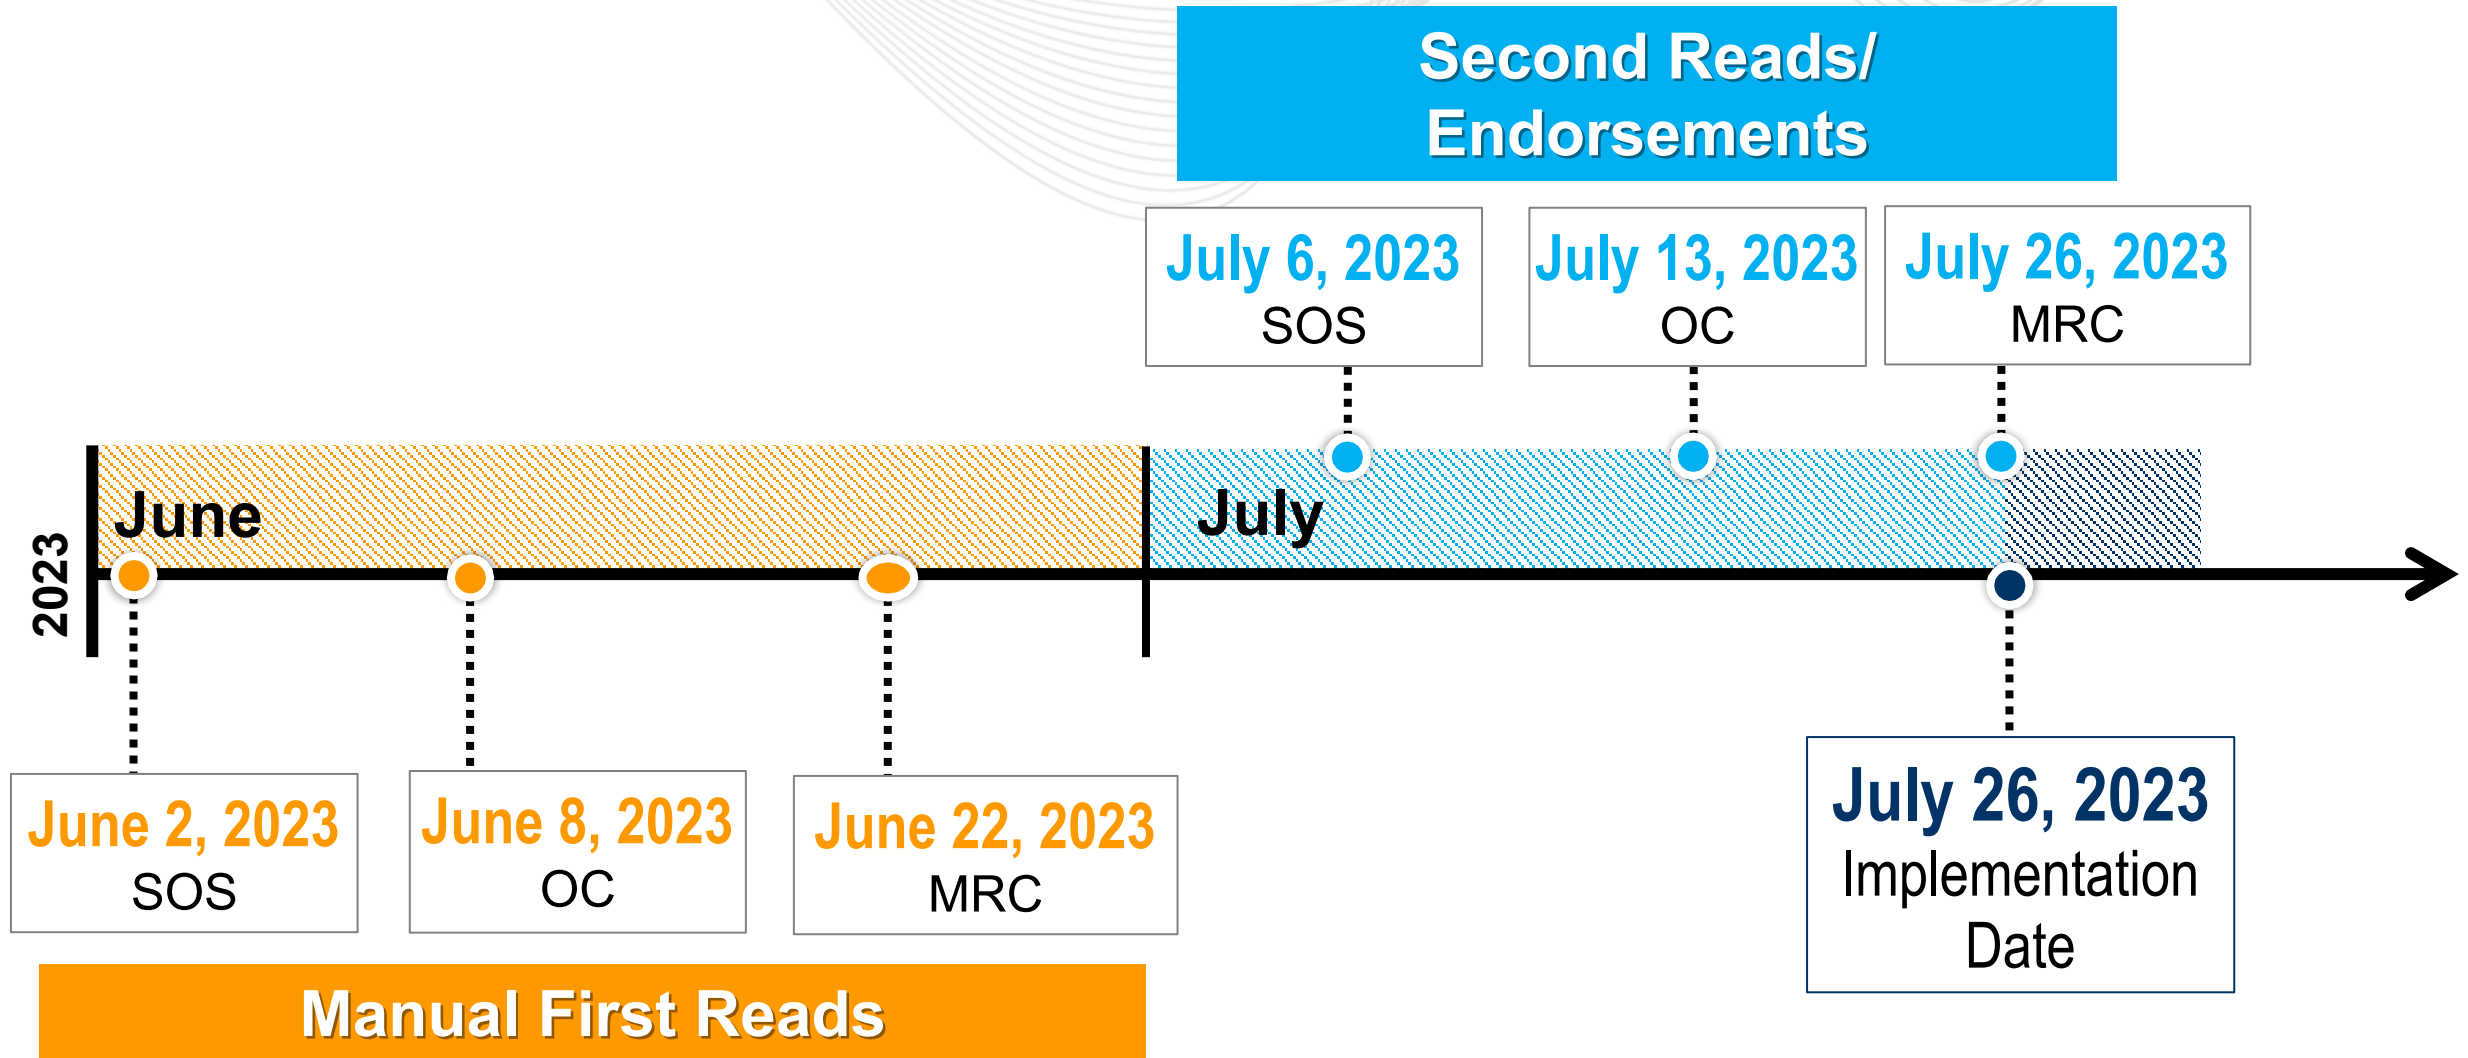 Second Reads/
Endorsements
July 6, 2023
SOS
July 13, 2023
OC
July 26, 2023
MRC
2023
June
July
June 2, 2023
SOS
June 8, 2023
OC
June 22, 2023
MRC
July 26, 2023
Implementation
Date
Manual First Reads